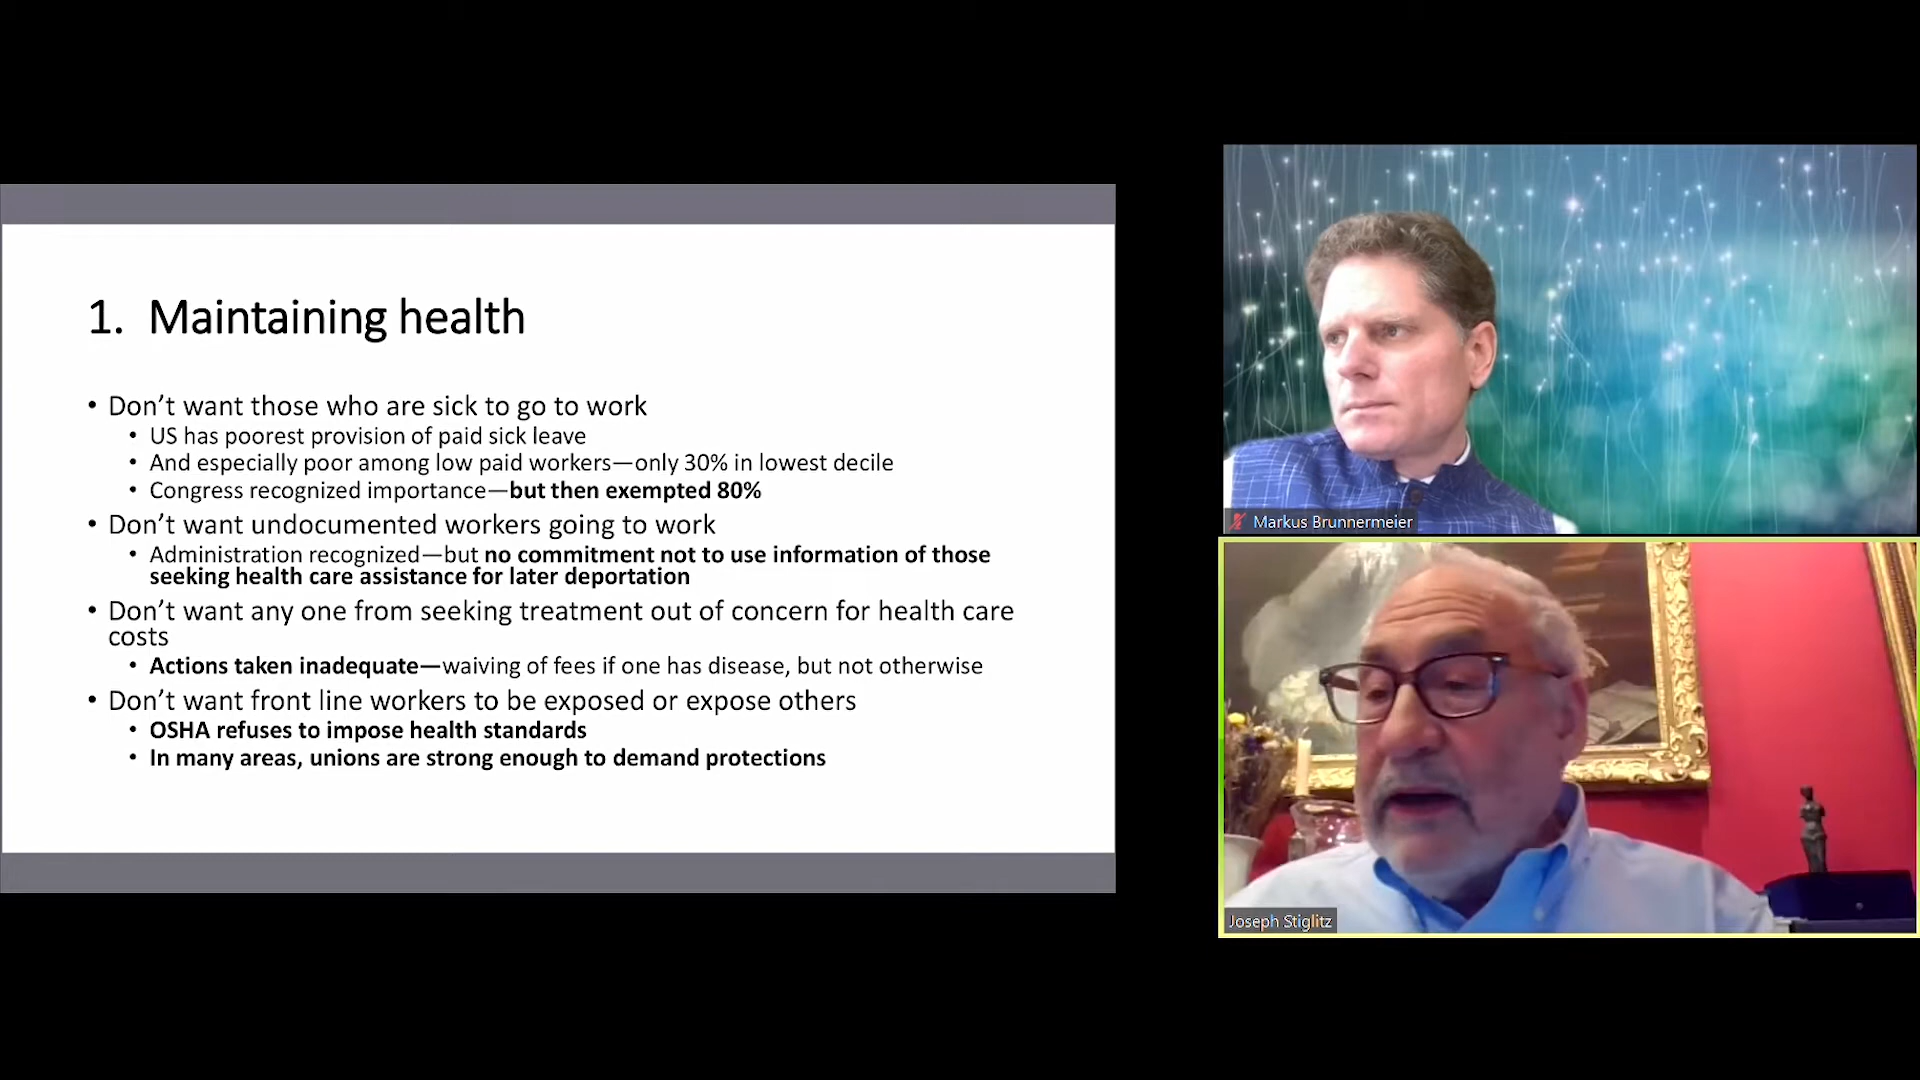 1. Maintaining health
• Don’t want those who are sick to go to work
• US has poorest provision of paid sick leave
• And especially poor among low paid workers—only 30% in lowest decile
• Congress recognized importance—but then exempted 80%
• Don’t want undocumented workers going to work
• Administration recognized—but no commitment not to use information of those
seeking health care assistance for later deportation
• Don’t want any one from seeking treatment out of concern for health care
costs
• Actions taken inadequate—waiving of fees if one has disease, but not otherwise
• Don’t want front line workers to be exposed or expose others
• OSHA refuses to impose health standards
• In many areas, unions are strong enough to demand protections
Markus Brunnermeier
Joseph Stiglitz